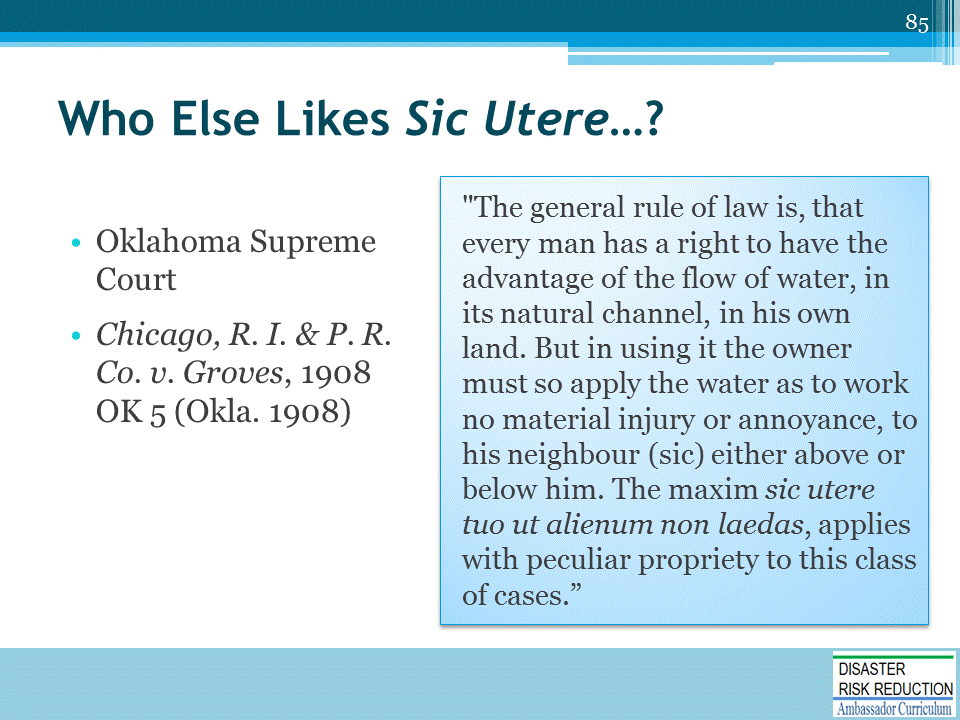 85
Who Else Likes Sic Utere…?
• Oklahoma Supreme
Court
• Chicago, R. I. & P. R.
Co. v. Groves, 1908
OK 5 (Okla. 1908)
"The general rule of law is, that
every man has a right to have the
advantage of the flow of water, in
its natural channel, in his own
land. But in using it the owner
must so apply the water as to work
no material injury or annoyance, to
his neighbour (sic) either above or
below him. The maxim sic utere
tuo ut alienum non laedas, applies
with peculiar propriety to this class
of cases.”
DISASTER
RISK REDUCTION
Ambassador Curriculum